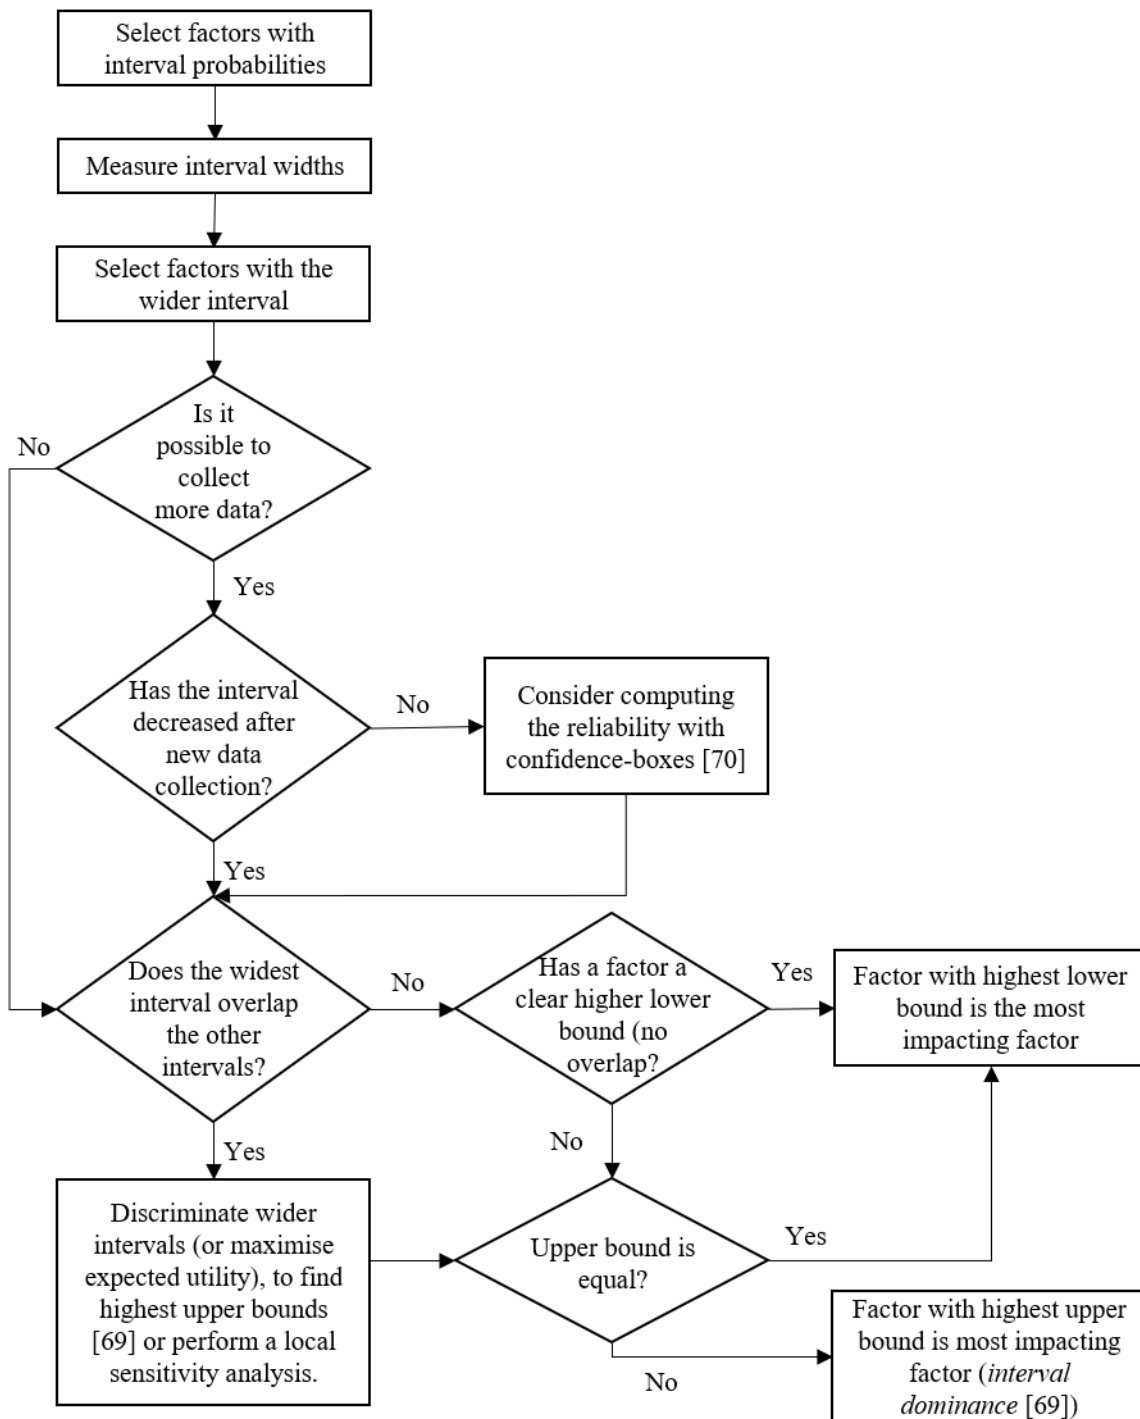 Select factors with
interval probabilities
Measure interval widths
Select factors with the
wider interval
Is it
possible to
collect
more data?
No
Yes
Has the interval
decreased after
new data
collection?
No
Consider computing
the reliability with
confidence-boxes [70]
Yes
Does the widest
interval overlap
the other
intervals?
No
Has a factor a
clear higher lower
bound (no
overlap?
Yes
Factor with highest lower
bound is the most
impacting factor
Yes
No
Discriminate wider
intervals (or maximise
expected utility), to find
highest upper bounds
[69] or perform a local
sensitivity analysis.
Upper bound is
equal?
Yes
No
Factor with highest upper
bound is most impacting
factor (interval
dominance [69])